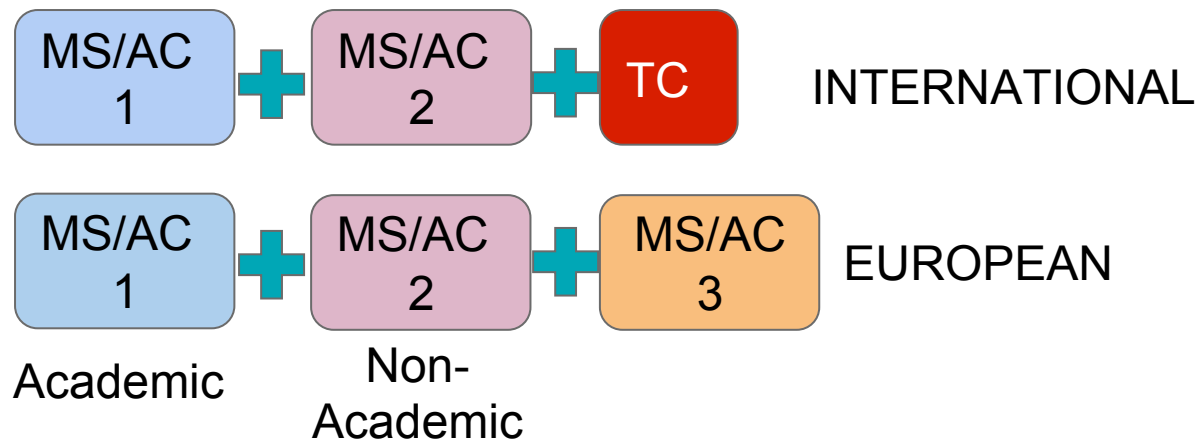 MS/AC
1
MS/AC
2
TC
INTERNATIONAL
MS/AC
1
MS/AC
2
MS/AC
3
EUROPEAN
Academic
Non-
Academic